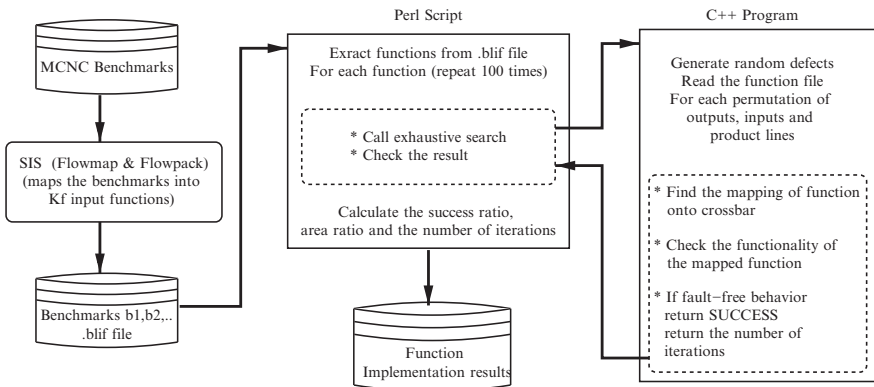 MCNC Benchmarks
SIS (Flowmap & Flowpack)
(maps the benchmarks into
Kf input functions)
Benchmarks b1,b2,..
.blif file
Perl Script
Extract functions from .blif file
For each function (repeat 100 times)
* Call exhaustive search
* Check the result
Calculate the success ratio,
area ratio and the number of iterations
Function
Implementation results
C++ Program
Generate random defects
Read the function file
For each permutation of
outputs, inputs and
product lines
* Find the mapping of function
onto crossbar
* Check the functionality of
the mapped function
* If fault−free behavior
return SUCCESS
return the number of
iterations